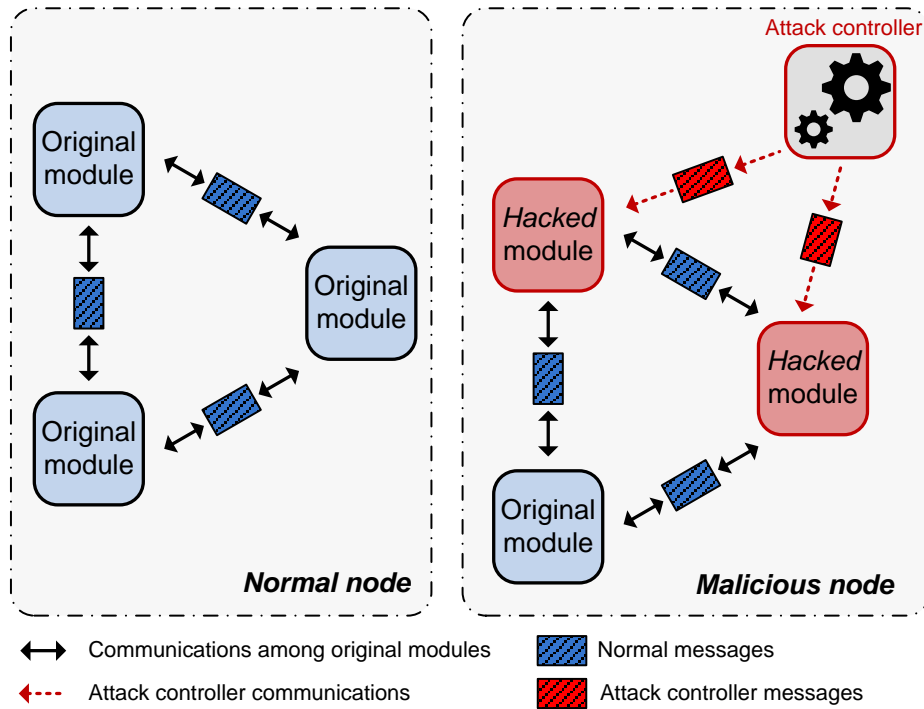 Original
module
Original
module
Original
module
Normal node
Attack controller
Hacked
module
Hacked
module
Original
module
Malicious node
Communications among original modules
Normal messages
Attack controller communications
Attack controller messages